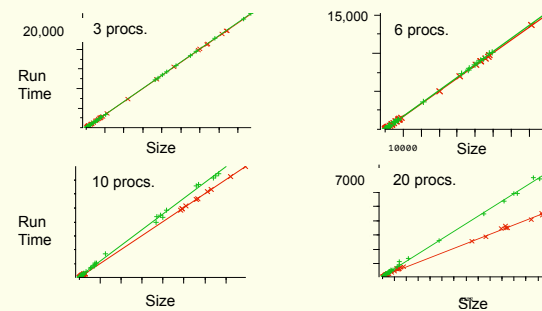 20,000
3 procs.
Run
Time
Size
15,000
6 procs.
10000
Size
10 procs.
Run
Time
Size
7000
20 procs.
Size